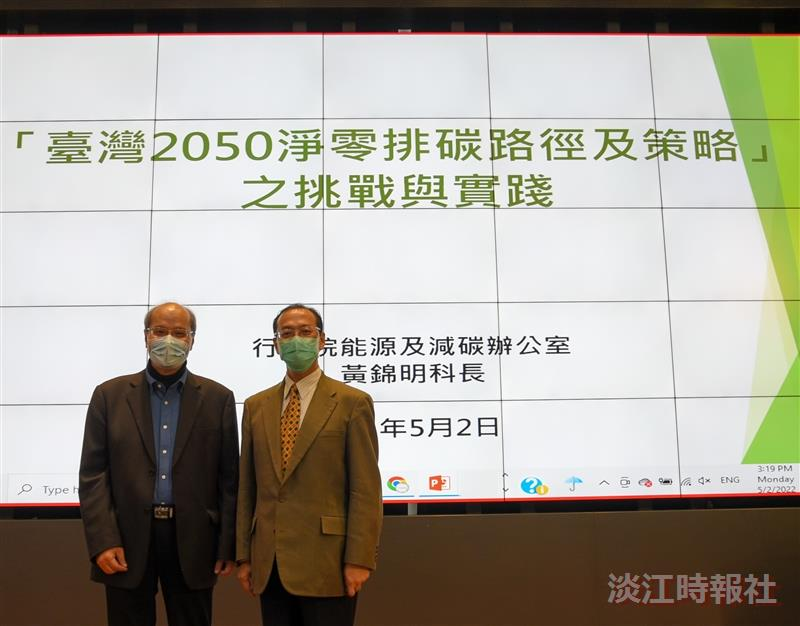 「臺灣2050淨零排碳路徑及策略」
之挑戰與實踐
行 院能源及減碳辦公室
黃錦明科長
年5月2日
Type h
ENG
3:19 PM
Monday
5/2/2022
淡江時報社